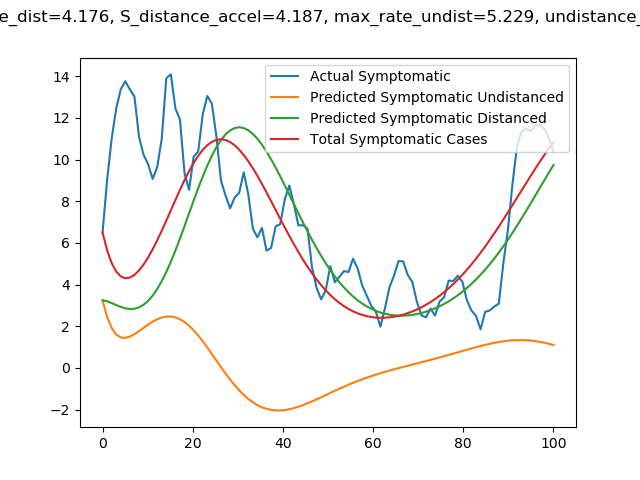 e_dist=4.176, S_distance_accel=4.187, max_rate_undist=5.229, undistance_
Actual Symptomatic
Predicted Symptomatic Undistanced
Predicted Symptomatic Distanced
Total Symptomatic Cases
14
12
10
8
6
4
2
0
−2
0 20 40 60 80 100